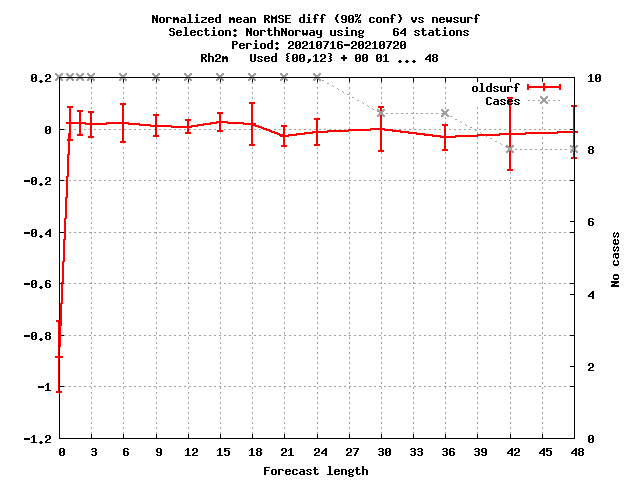 Normalized mean RMSE diff (90% conf) vs newsurf
Selection: NorthNorway using    64 stations
Period: 20210716-20210720
Rh2m   Used {00,12} + 00 01 ... 48
oldsurf
Cases
0,2
0
-0,2
-0,4
-0,6
-0,8
-1
-1,2
10
8
6
4
2
0
No cases
0 3 6 9 12 15 18 21 24 27 30 33 36 39 42 45 48
Forecast length